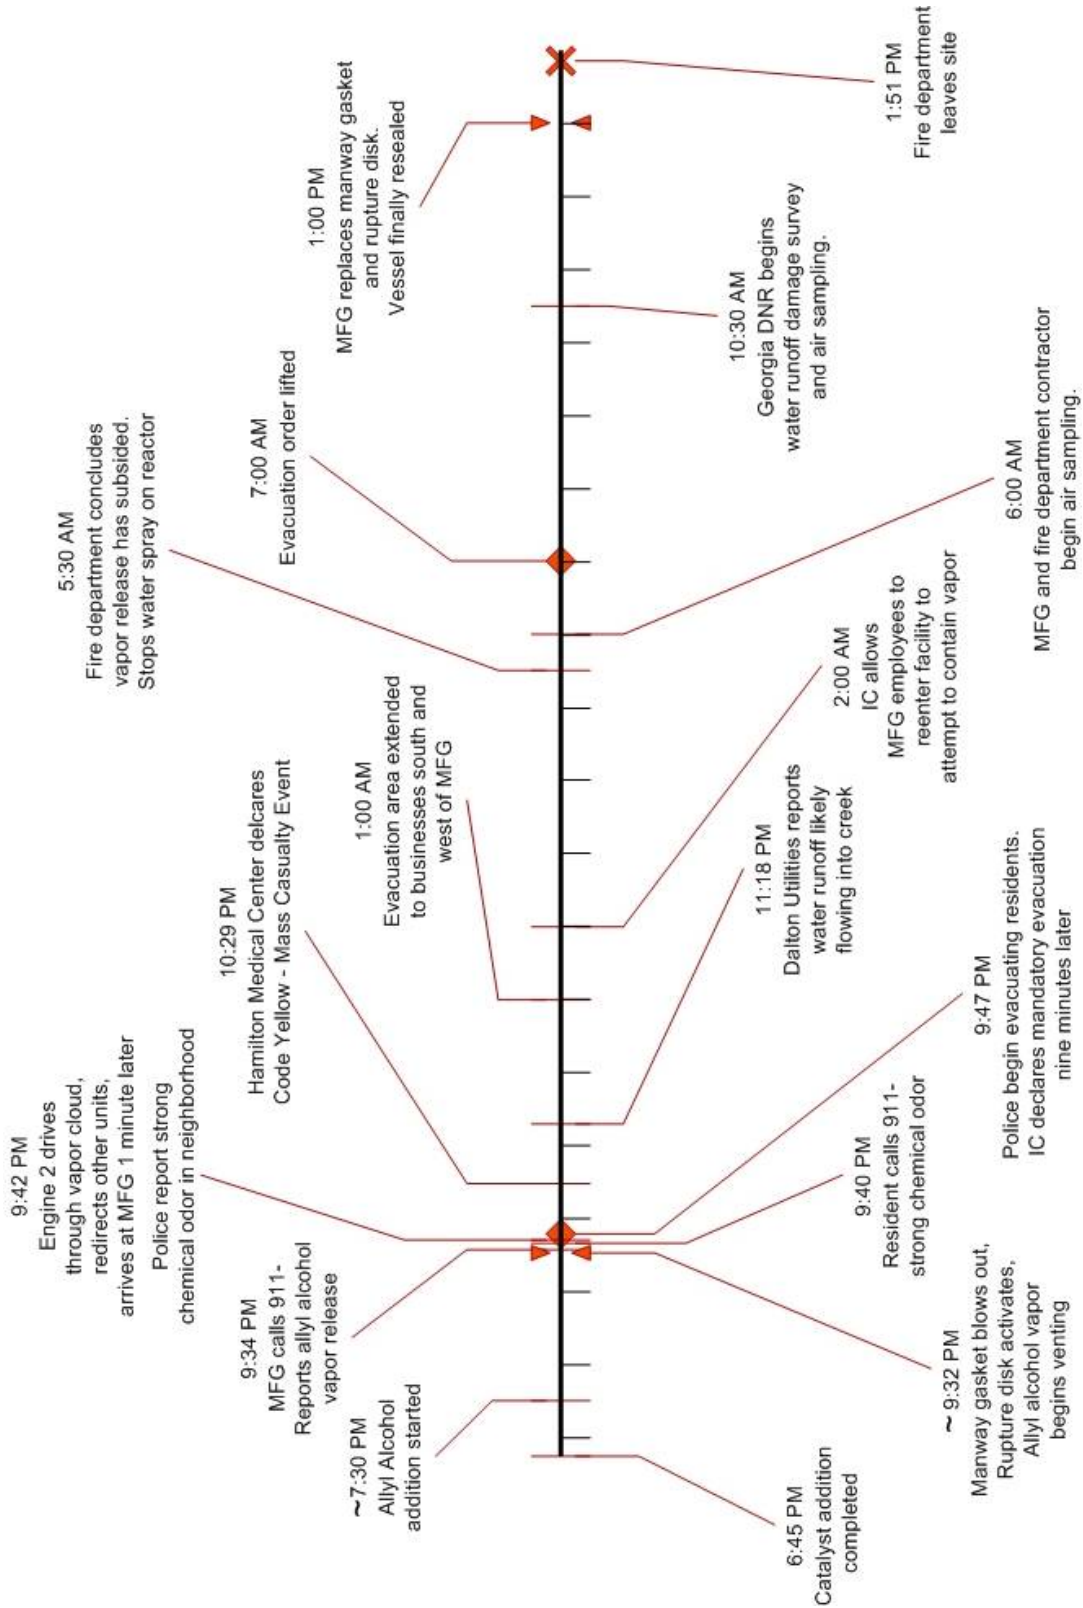 6:45 PM
Catalyst addition
completed
~7:30 PM
Allyl Alcohol
addition started
~ 9:32 PM
Manway gasket blows out,
Rupture disk activates,
Allyl alcohol vapor
begins venting
9:34 PM
MFG calls 911-
Reports allyl alcohol
vapor release
9:40 PM
Resident calls 911-
strong chemical odor
9:42 PM
Engine 2 drives
through vapor cloud,
redirects other units,
arrives at MFG 1 minute later
Police report strong
chemical odor in neighborhood
9:47 PM
Police begin evacuating residents.
IC declares mandatory evacuation
nine minutes later
10:29 PM
Hamilton Medical Center delcares
Code Yellow - Mass Casualty Event
11:18 PM
Dalton Utilities reports
water runoff likely
flowing into creek
1:00 AM
Evacuation area extended
to businesses south and
west of MFG
2:00 AM
IC allows
MFG employees to
reenter facility to
attempt to contain vapor
5:30 AM
Fire department concludes
vapor release has subsided.
Stops water spray on reactor
6:00 AM
MFG and fire department contractor
begin air sampling.
7:00 AM
Evacuation order lifted
10:30 AM
Georgia DNR begins
water runoff damage survey
and air sampling.
1:00 PM
MFG replaces manway gasket
and rupture disk.
Vessel finally resealed
1:51 PM
Fire department
leaves site